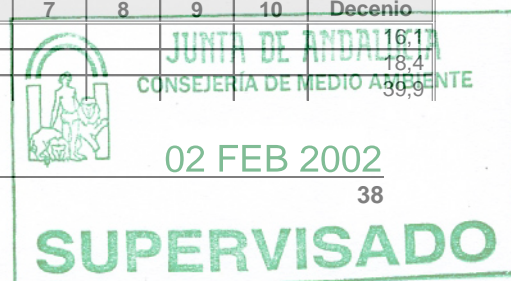 7 8 9 10 Decenio
16,1
JUNTA DE ANDALUCIA
18,4
CONSEJERÍA DE MEDIO AMBIENTE
39,9
02 FEB 2002
38
SUPERVISADO